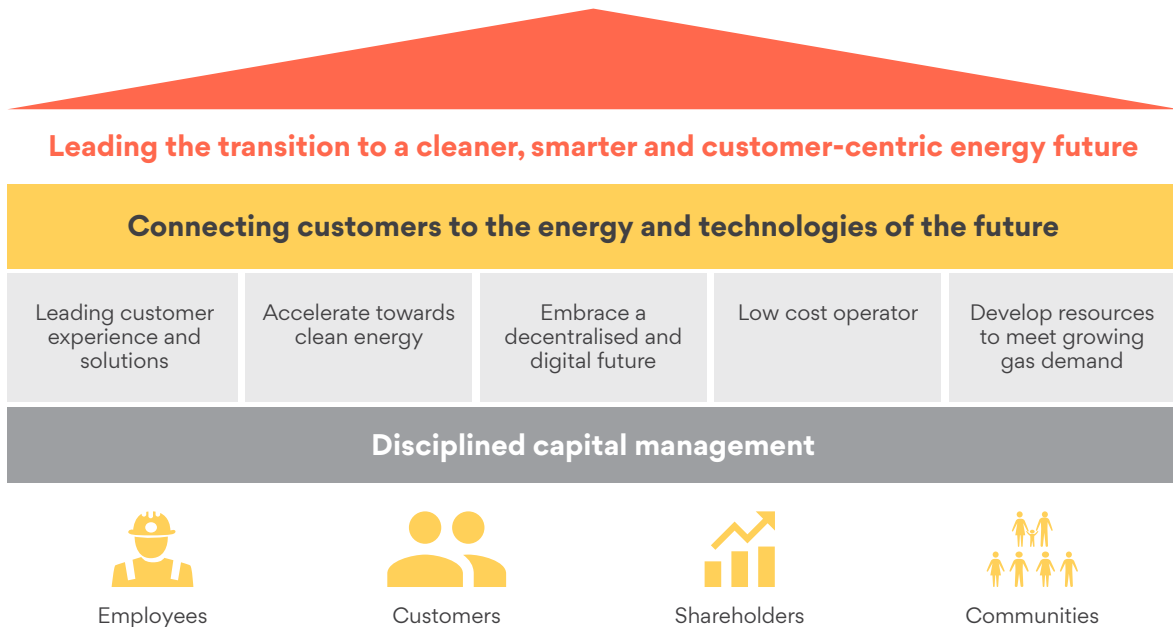 Leading the transition to a cleaner, smarter and customer-centric energy future
Connecting customers to the energy and technologies of the future
Leading customer
experience and
solutions
Accelerate towards
clean energy
Embrace a
decentralised and
digital future
Low cost operator
Develop resources
to meet growing
gas demand
Disciplined capital management
Employees
Customers
Shareholders
Communities